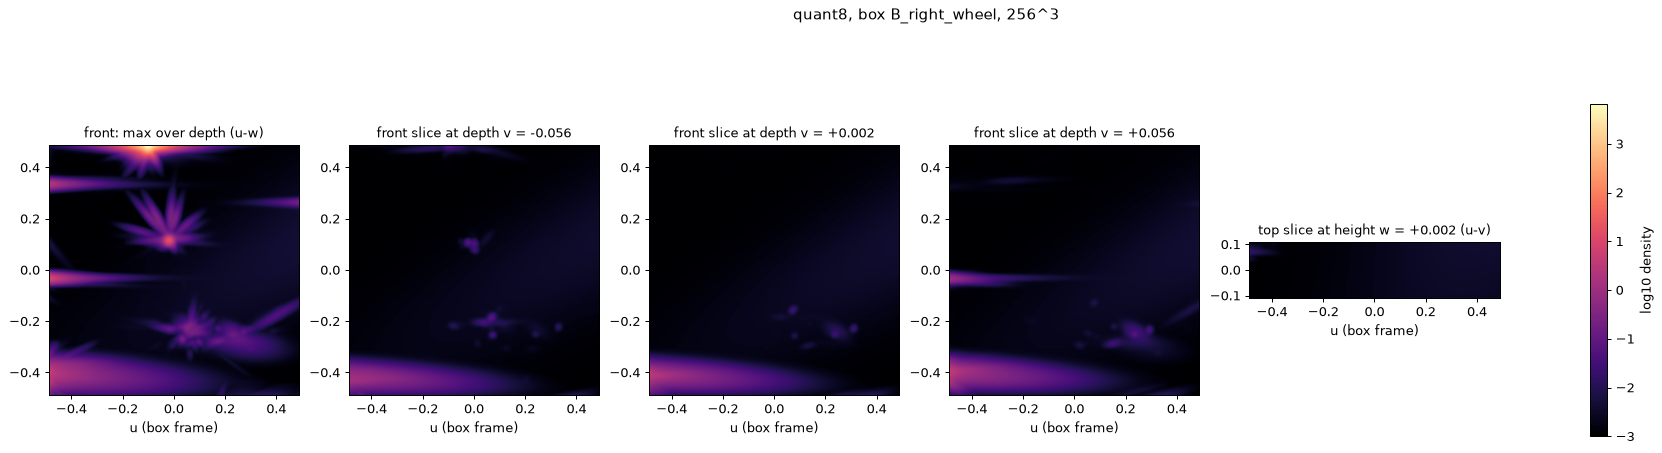 quant8, box B_right_wheel, 256^3
front: max over depth (u-w)
0.4
0.2
0.0
−0.2
−0.4
−0.4 −0.2 0.0 0.2 0.4
u (box frame)
front slice at depth v = -0.056
0.4
0.2
0.0
−0.2
−0.4
−0.4 −0.2 0.0 0.2 0.4
u (box frame)
front slice at depth v = +0.002
0.4
0.2
0.0
−0.2
−0.4
−0.4 −0.2 0.0 0.2 0.4
u (box frame)
front slice at depth v = +0.056
0.4
0.2
0.0
−0.2
−0.4
−0.4 −0.2 0.0 0.2 0.4
u (box frame)
top slice at height w = +0.002 (u-v)
0.1
0.0
−0.1
−0.4 −0.2 0.0 0.2 0.4
u (box frame)
3
2
1
0
−1
−2
−3
log10 density